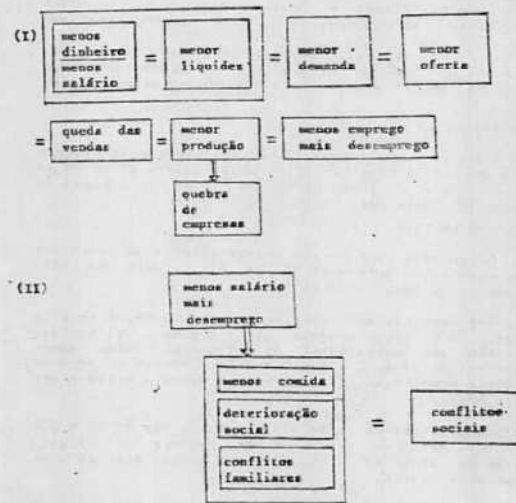 (I)
menos
dinheiro
menos
salário
=
menor
liquidez
=
menor
demanda
=
menor
oferta
=
queda das
vendas
=
menor
produção
=
menos emprego
mais desemprego
quebra
de
empresas
(II)
menos salário
mais
desemprego
menos comida
deterioração
social
conflitos
familiares
=
conflitos
sociais